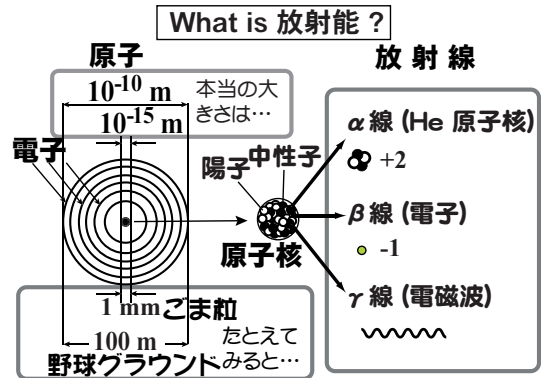 What is 放射能 ?
原子
10-10 m
本当の大
きさは…
10-15 m
電子
陽子
中性子
原子核
1 mm ごま粒
100 m
たとえて
みると…
野球グラウンド
放 射 線
α 線 (He 原子核)
+2
β 線 (電子)
-1
γ 線 (電磁波)